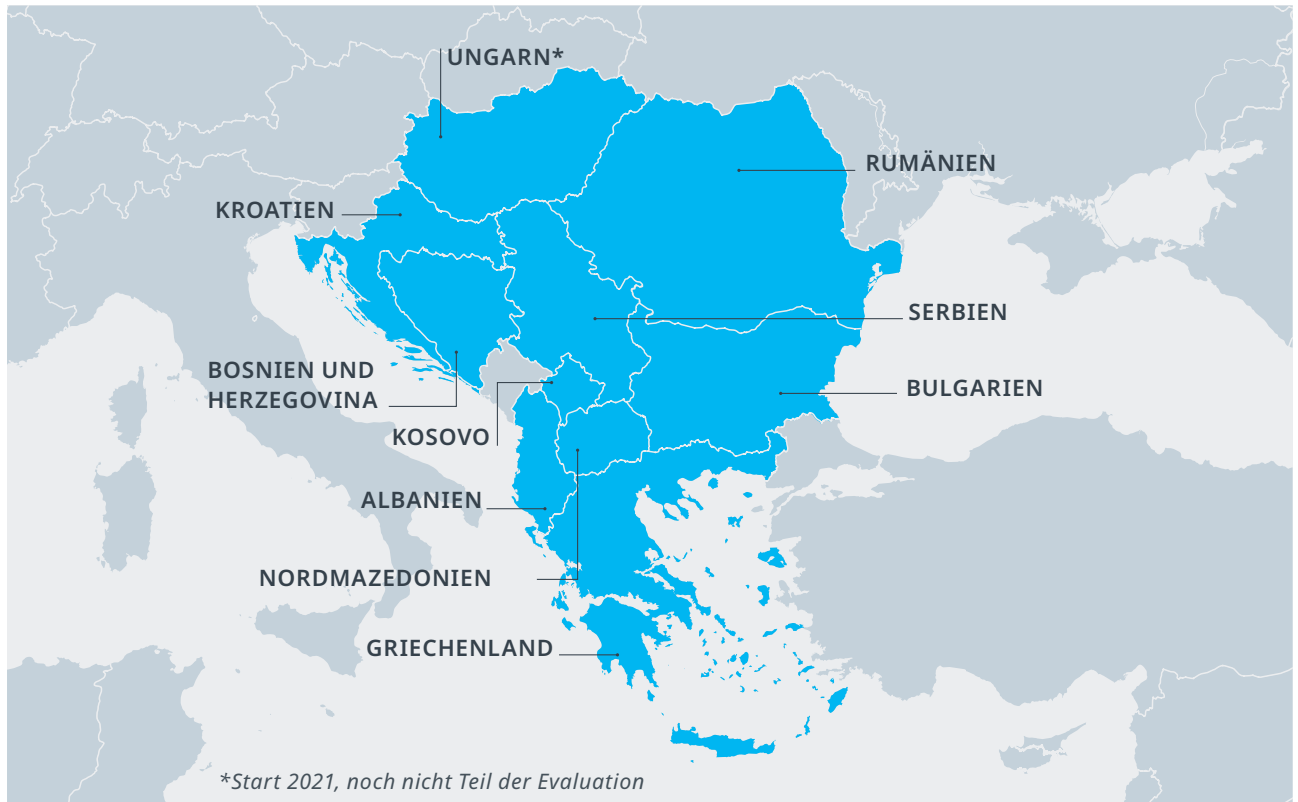 UNGARN*
RUMÄNIEN
KROATIEN
SERBIEN
BOSNIEN UND
HERZEGOVINA
BULGARIEN
KOSOVO
ALBANIEN
NORDMAZEDONIEN
GRIECHENLAND
*Start 2021, noch nicht Teil der Evaluation